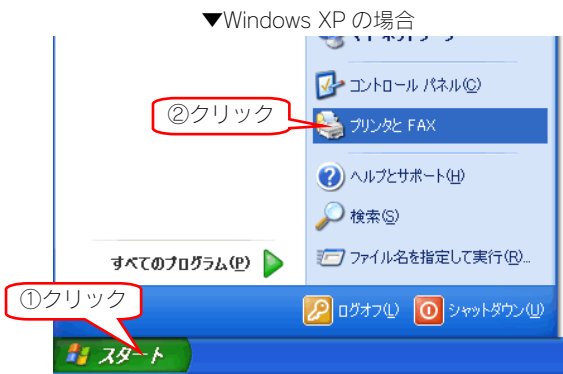 ▼Windows XP の場合
コントロール パネル(C)
②クリック
プリンタと FAX
ヘルプとサポート(H)
検索(S)
すべてのプログラム(P)
ファイル名を指定して実行(R)...
①クリック
ログオフ(L)
シャットダウン(U)
スタート